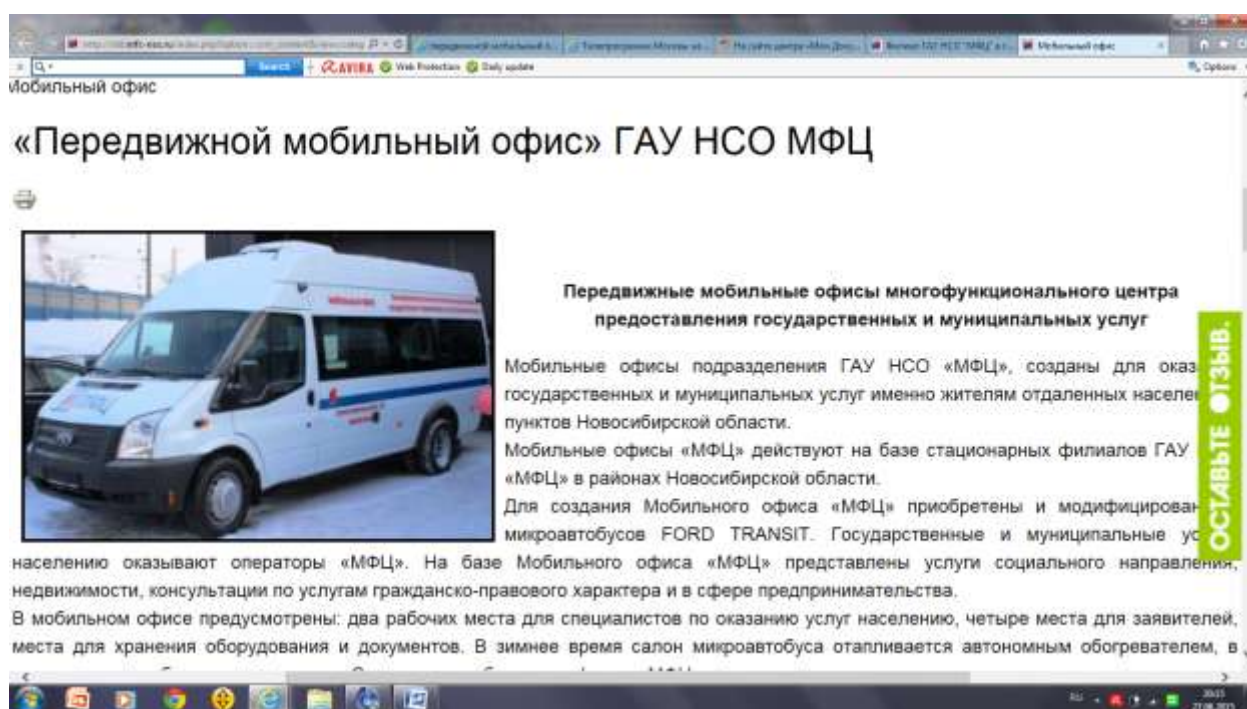 Search
AVIRA Web Protection Daily update
Options
Мобильный офис
Мобильный офис
«Передвижной мобильный офис» ГАУ НСО МФЦ
Передвижные мобильные офисы многофункционального центра
предоставления государственных и муниципальных услуг
Мобильные офисы подразделения ГАУ НСО «МФЦ», созданы для оказ
государственных и муниципальных услуг именно жителям отдаленных населе
пунктов Новосибирской области.
Мобильные офисы «МФЦ» действуют на базе стационарных филиалов ГАУ
«МФЦ» в районах Новосибирской области.
Для создания Мобильного офиса «МФЦ» приобретены и модифицирован
микроавтобусов FORD TRANSIT. Государственные и муниципальные ус
населению оказывают операторы «МФЦ». На базе Мобильного офиса «МФЦ» представлены услуги социального направления,
недвижимости, консультации по услугам гражданско-правового характера и в сфере предпринимательства.
В мобильном офисе предусмотрены: два рабочих места для специалистов по оказанию услуг населению, четыре места для заявителей,
места для хранения оборудования и документов. В зимнее время салон микроавтобуса отапливается автономным обогревателем, в
ОСТАВЬТЕ ОТЗЫВ.
RU